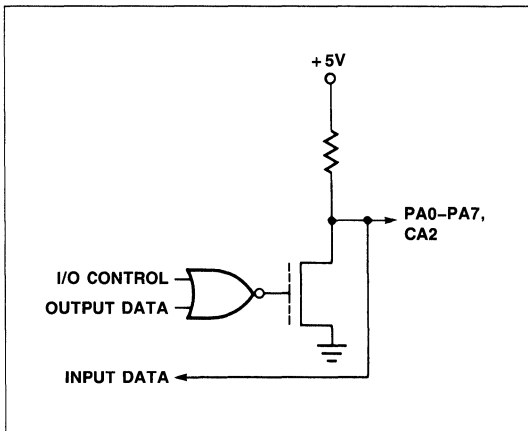 +5V
PA0–PA7,
CA2
I/O CONTROL
OUTPUT DATA
INPUT DATA